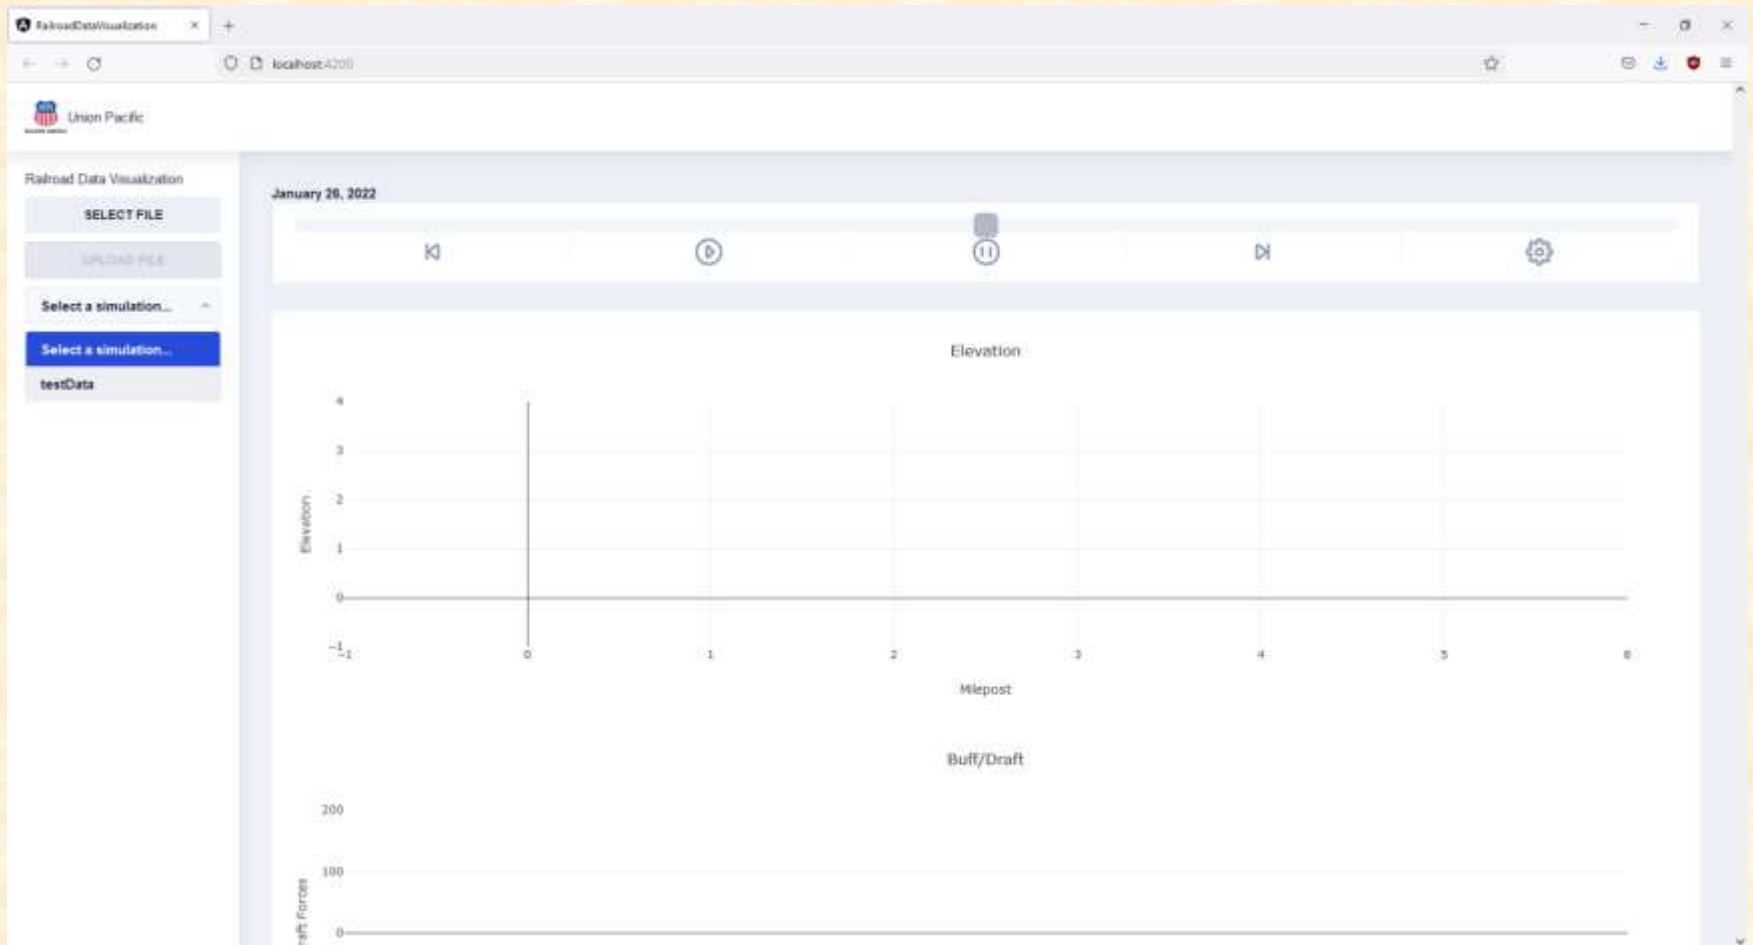 RailroadDataVisualization
localhost:4200
Union Pacific
Railroad Data Visualization
SELECT FILE
UPLOAD FILE
Select a simulation...
Select a simulation...
testData
January 26, 2022
Elevation
4
3
2
1
0
−1
Elevation
−1 0 1 2 3 4 5 6
Milepost
Buff/Draft
200
100
0
raft Forces